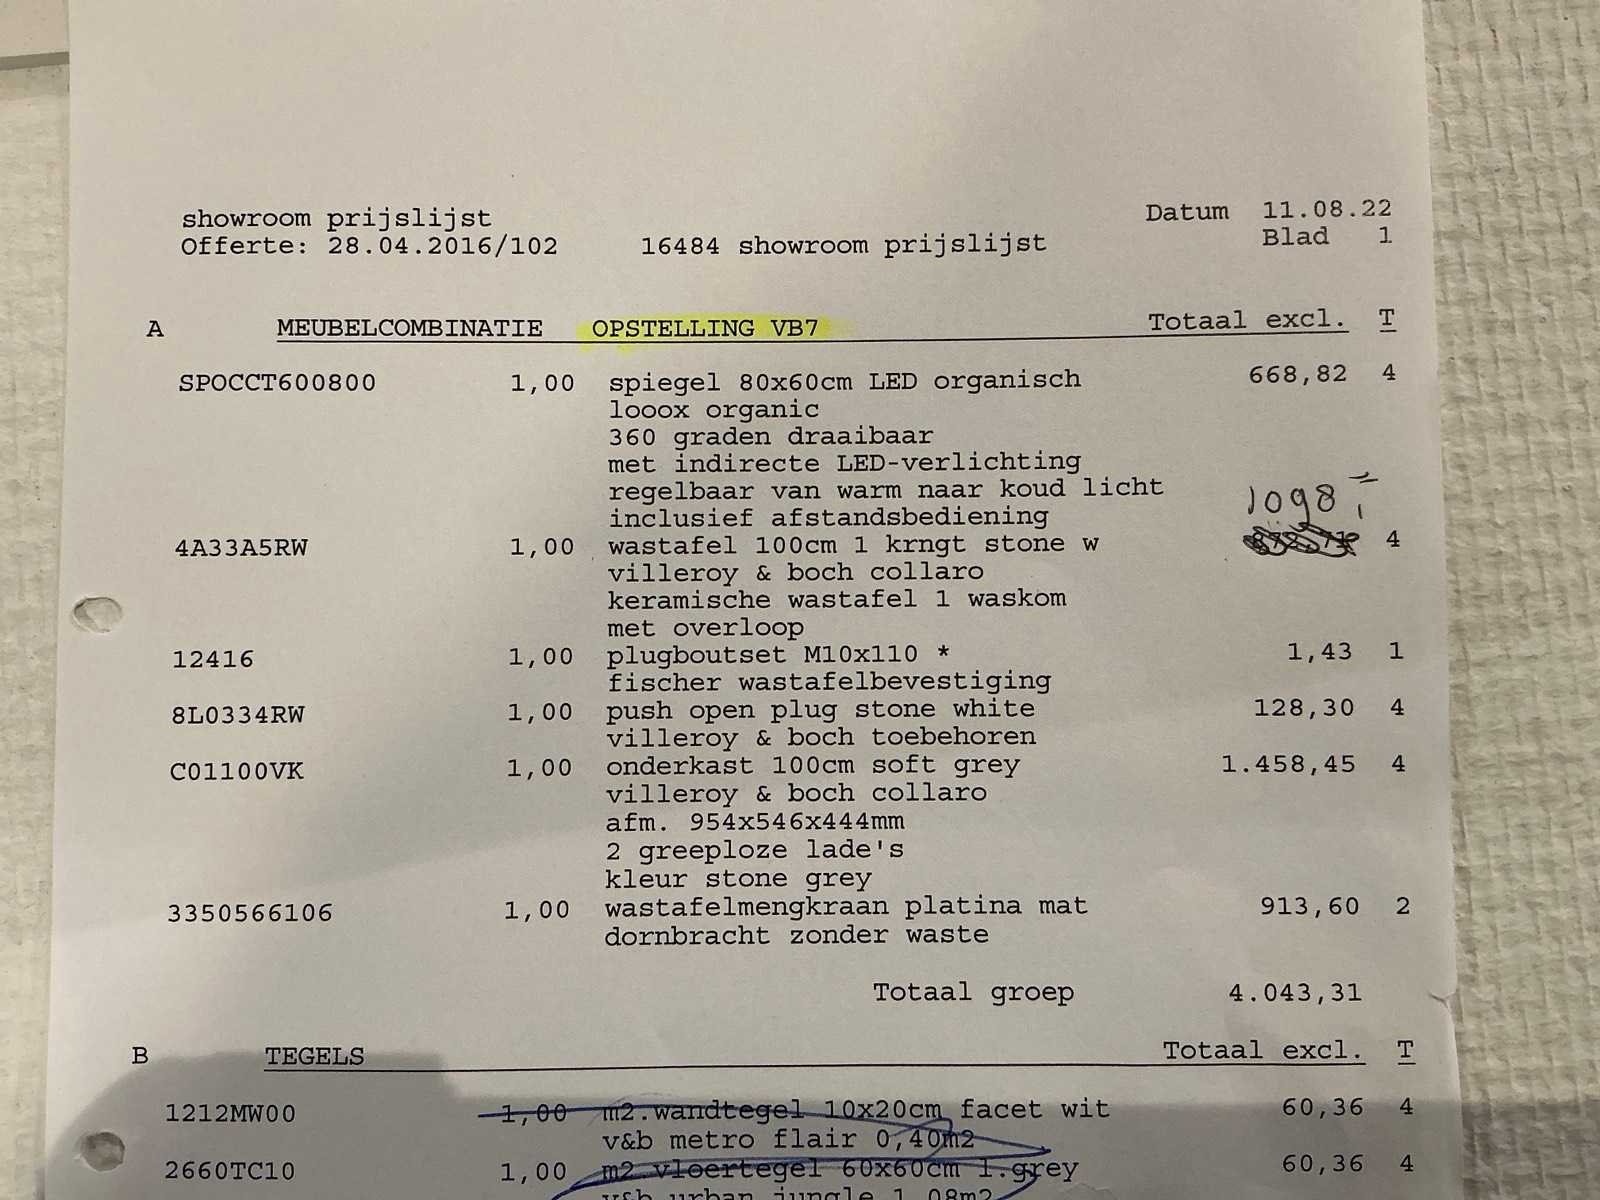 showroom prijslijst
Datum 11.08.22
Offerte: 28.04.2016/102 16484 showroom prijslijst Blad 1
A MEUBELCOMBINATIE OPSTELLING VB7 Totaal excl. T
SPOCCT600800 1,00 spiegel 80x60cm LED organisch 668,82 4
looox organic
360 graden draaibaar
met indirecte LED-verlichting
regelbaar van warm naar koud licht
1098,-
inclusief afstandsbediening
4A33A5RW 1,00 wastafel 100cm 1 krngt stone w 4
villeroy & boch collaro
keramische wastafel 1 waskom
met overloop
12416 1,00 plugboutset M10x110 * 1,43 1
fischer wastafelbevestiging
8L0334RW 1,00 push open plug stone white 128,30 4
villeroy & boch toebehoren
C01100VK 1,00 onderkast 100cm soft grey 1.458,45 4
villeroy & boch collaro
afm. 954x546x444mm
2 greeploze lade's
kleur stone grey
3350566106 1,00 wastafelmengkraan platina mat 913,60 2
dornbracht zonder waste
Totaal groep 4.043,31
B TEGELS Totaal excl. T
1212MW00 1,00 m2.wandtegel 10x20cm facet wit 60,36 4
v&b metro flair 0,40m2
2660TC10 1,00 m2 vloertegel 60x60cm l.grey 60,36 4
v&b urban jungle 1,08m2